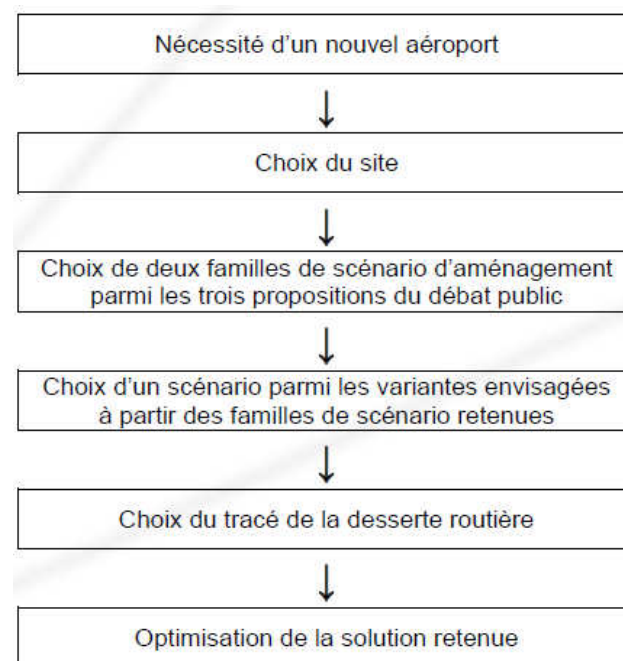 Nécessité d'un nouvel aéroport
Choix du site
Choix de deux familles de scénario d'aménagement
parmi les trois propositions du débat public
Choix d'un scénario parmi les variantes envisagées
à partir des familles de scénario retenues
Choix du tracé de la desserte routière
Optimisation de la solution retenue